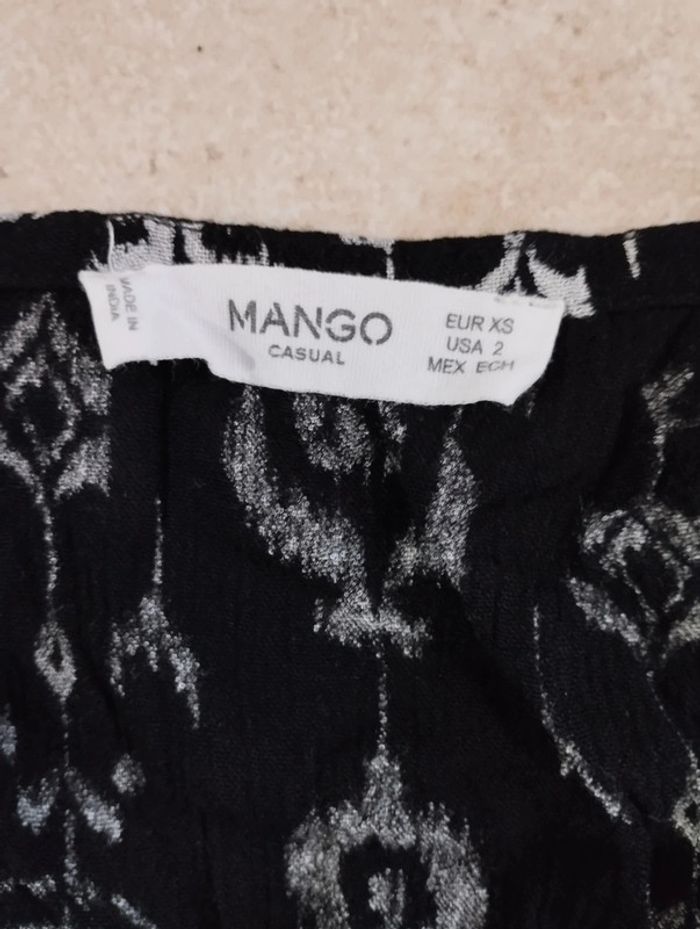 MADE IN
INDIA
MANGO
CASUAL
EUR XS
USA 2
MEX ECH